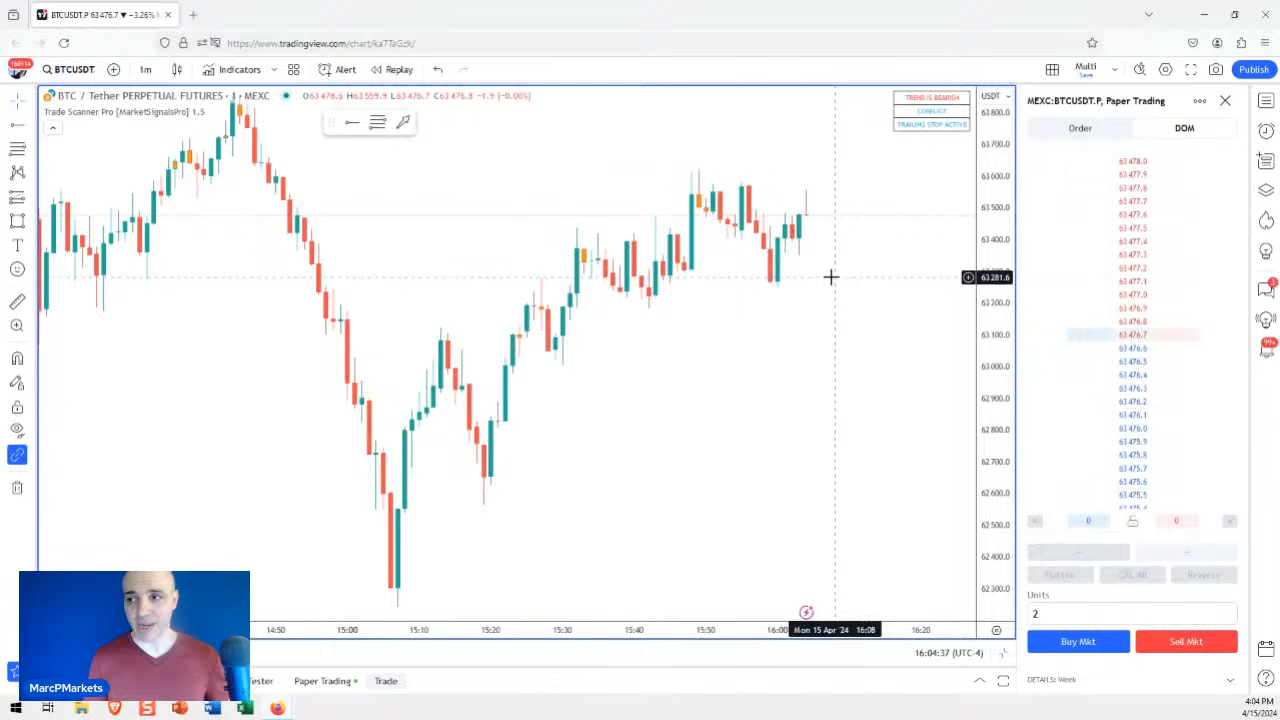 BTCUSDT.P 63 476.7 ▼ −3.26%
https://www.tradingview.com/chart/ka7TaGzk/
160114
BTCUSDT
1m
Indicators
Alert
Replay
Multi
Save
Publish
BTC / Tether PERPETUAL FUTURES · 1 · MEXC
O63 478.6 H63 559.9 L63 476.7 C63 476.8 −1.9 (−0.00%)
Trade Scanner Pro [MarketSignalsPro] 1.5
TREND IS BEARISH
CONFLICT
TRAILING STOP ACTIVE
USDT
63 800.0
63 700.0
63 600.0
63 500.0
63 400.0
63 281.6
63 200.0
63 100.0
63 000.0
62 900.0
62 800.0
62 700.0
62 600.0
62 500.0
62 400.0
62 300.0
MEXC:BTCUSDT.P, Paper Trading
Order
DOM
63 478.0
63 477.9
63 477.8
63 477.7
63 477.6
63 477.5
63 477.4
63 477.3
63 477.2
63 477.1
63 477.0
63 476.9
63 476.8
63 476.7
63 476.6
63 476.5
63 476.4
63 476.3
63 476.2
63 476.1
63 476.0
63 475.9
63 475.8
63 475.7
63 475.6
63 475.5
0
0
Flatten
CXL All
Reverse
Units
2
Buy Mkt
Sell Mkt
DETAILS: Week
3
99+
14:50
15:00
15:10
15:20
15:30
15:40
15:50
16:00
Mon 15 Apr '24 16:08
16:20
16:04:37 (UTC-4)
Tester
Paper Trading
Trade
MarcPMarkets
4:04 PM
4/15/2024